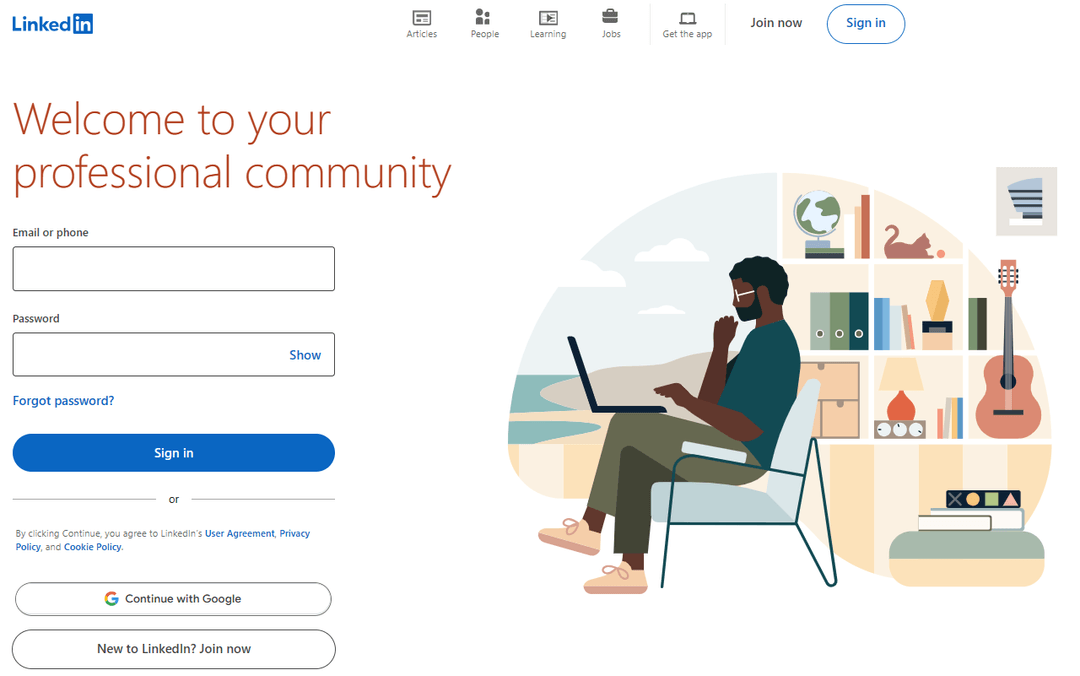 LinkedIn
Articles
People
Learning
Jobs
Get the app
Join now
Sign in
Welcome to your
professional community
Email or phone
Password
Show
Forgot password?
Sign in
or
By clicking Continue, you agree to LinkedIn's User Agreement, Privacy
Policy, and Cookie Policy.
Continue with Google
New to LinkedIn? Join now